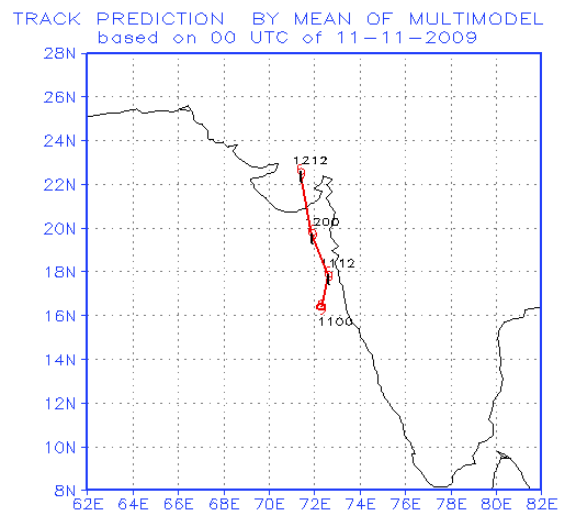 TRACK PREDICTION BY MEAN OF MULTIMODEL
based on 00 UTC of 11-11-2009
28N
26N
24N
1212
22N
20N
1200
18N
1112
16N
1100
14N
12N
10N
8N
62E 64E 66E 68E 70E 72E 74E 76E 78E 80E 82E